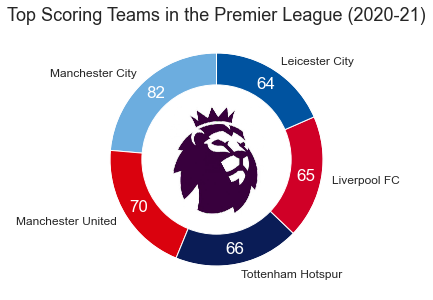 Top Scoring Teams in the Premier League (2020-21)
Leicester City
64
Manchester City
82
Liverpool FC
65
Manchester United
70
Tottenham Hotspur
66